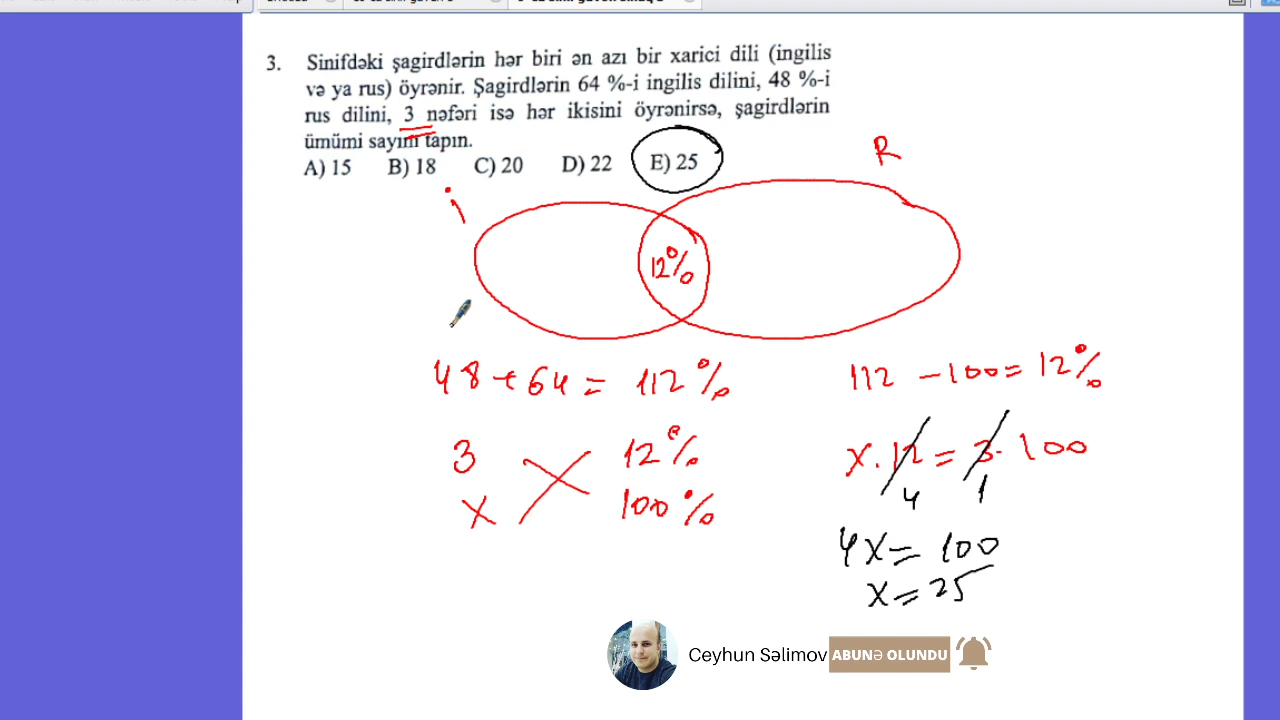 3. Sinifdəki şagirdlərin hər biri ən azı bir xarici dili (ingilis
və ya rus) öyrənir. Şagirdlərin 64 %-i ingilis dilini, 48 %-i
rus dilini, 3 nəfəri isə hər ikisini öyrənirsə, şagirdlərin
ümümi sayını tapın.
A) 15 B) 18 C) 20 D) 22 E) 25
R
i
12%
48 + 64 = 112 %
112 - 100 = 12%
3 12%
x 100 %
x . 12 = 3 . 100
4 1
4x = 100
x = 25
Ceyhun Səlimov ABUNƏ OLUNDU